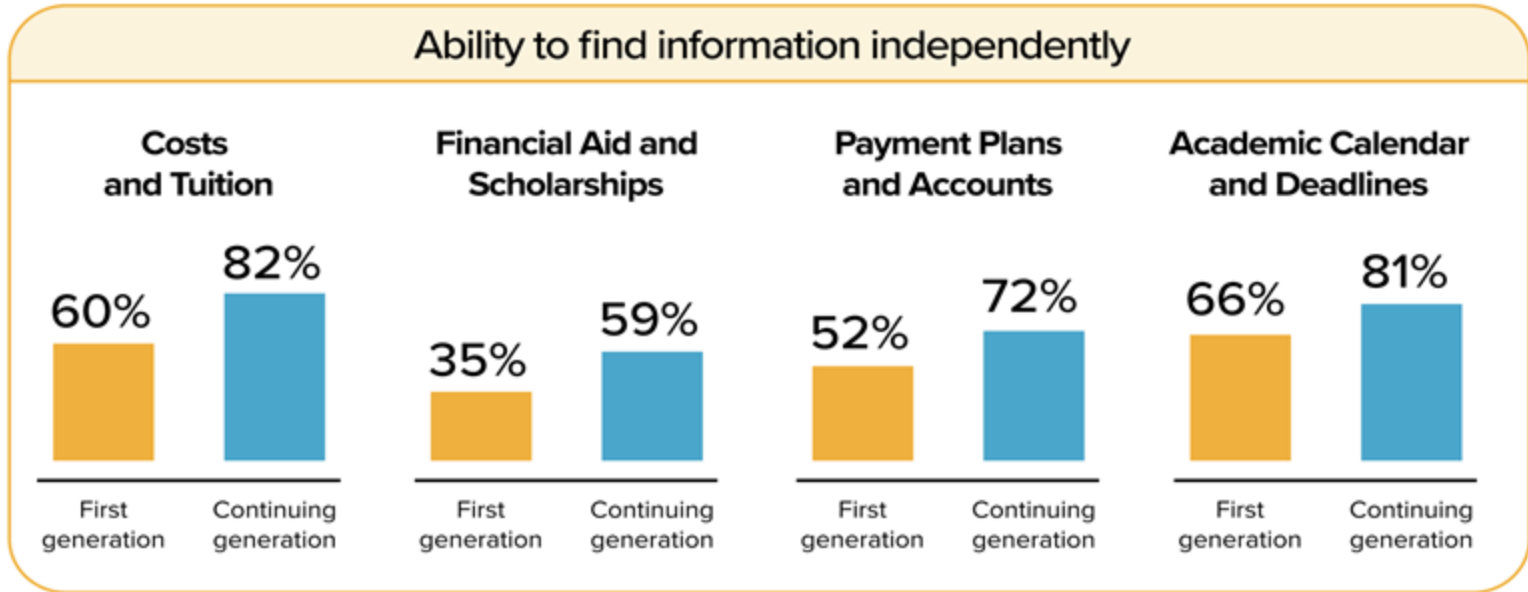 Ability to find information independently
Costs
and Tuition
60%
82%
First
generation
Continuing
generation
Financial Aid and
Scholarships
35%
59%
First
generation
Continuing
generation
Payment Plans
and Accounts
52%
72%
First
generation
Continuing
generation
Academic Calendar
and Deadlines
66%
81%
First
generation
Continuing
generation